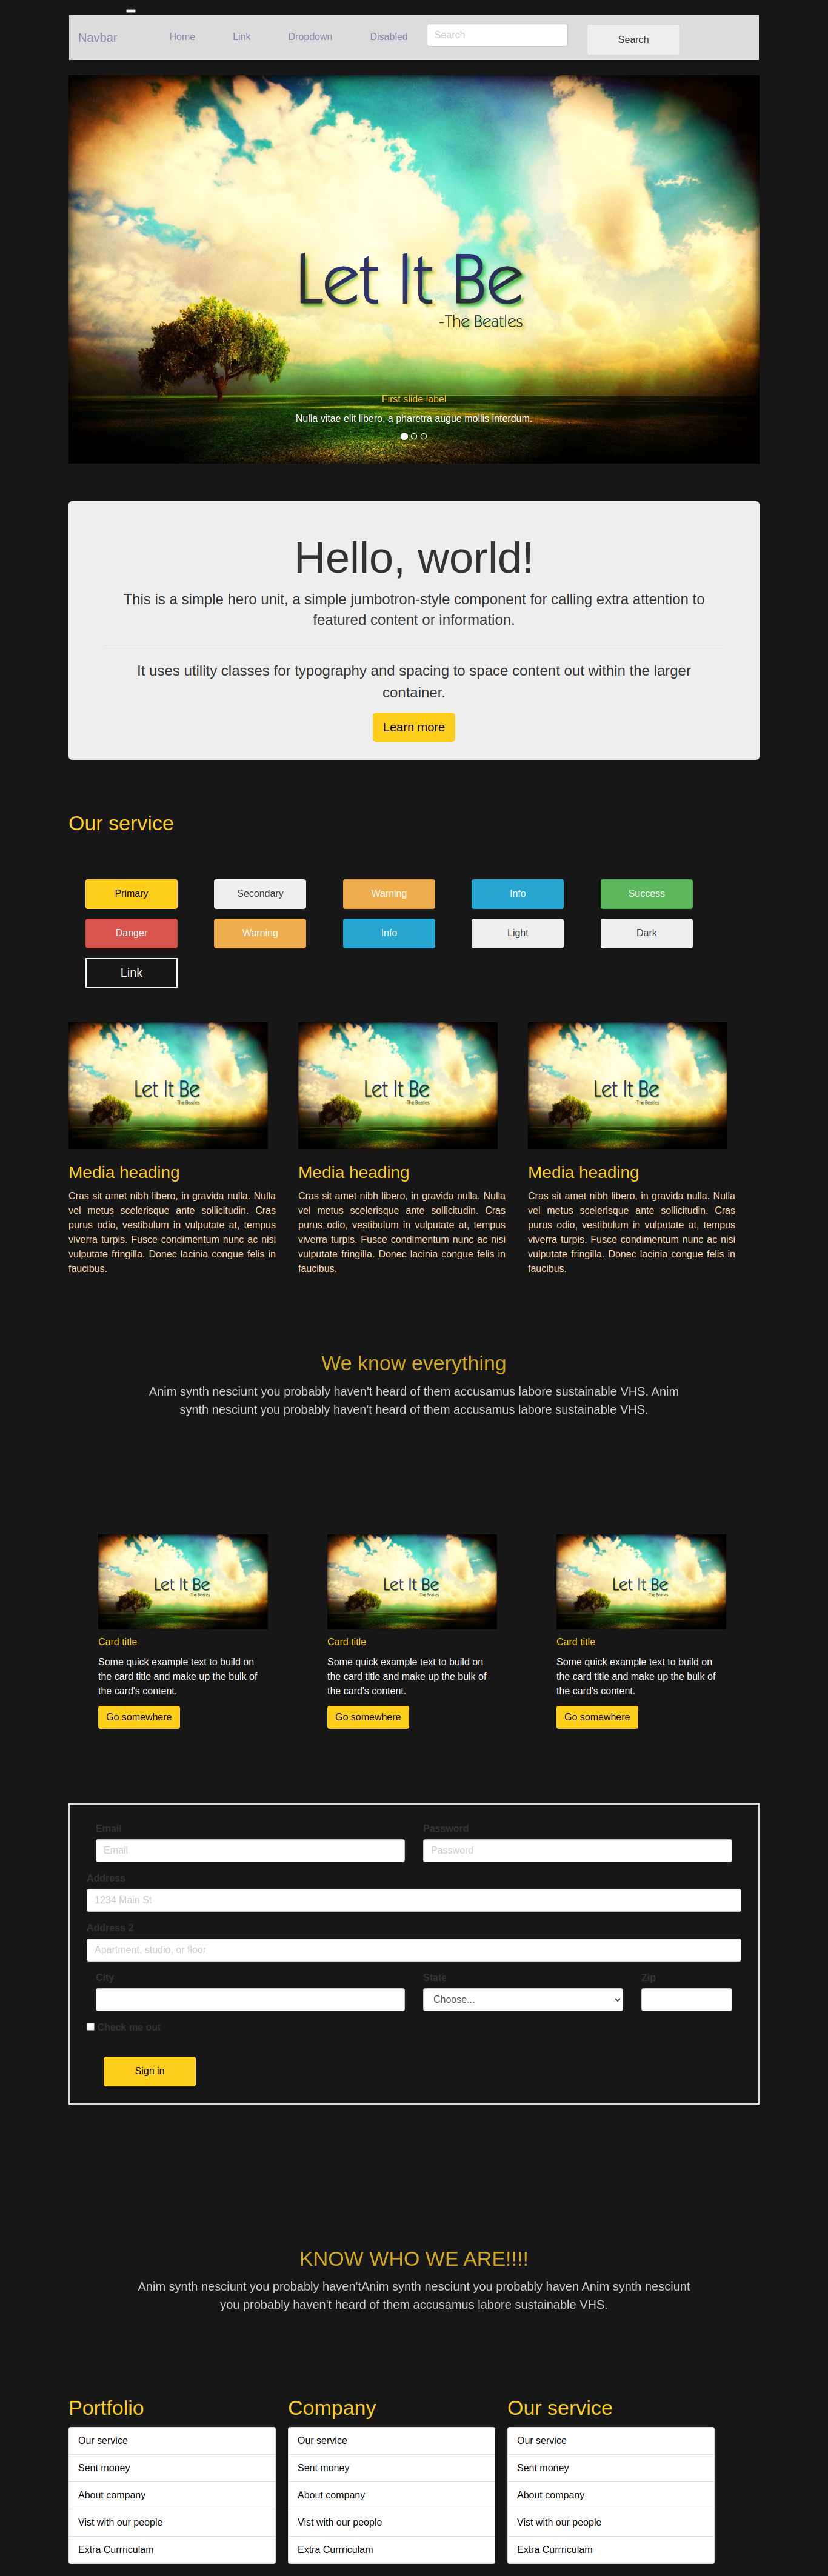 Navbar Home Link Dropdown Disabled Search Search
Let It Be
-The Beatles
First slide label
Nulla vitae elit libero, a pharetra augue mollis interdum.
Hello, world!
This is a simple hero unit, a simple jumbotron-style component for calling extra attention to
featured content or information.
It uses utility classes for typography and spacing to space content out within the larger
container.
Learn more
Our service
Primary Secondary Warning Info Success
Danger Warning Info Light Dark
Link
Let It Be
-The Beatles
Let It Be
-The Beatles
Let It Be
-The Beatles
Media heading
Cras sit amet nibh libero, in gravida nulla. Nulla
vel metus scelerisque ante sollicitudin. Cras
purus odio, vestibulum in vulputate at, tempus
viverra turpis. Fusce condimentum nunc ac nisi
vulputate fringilla. Donec lacinia congue felis in
faucibus.
Media heading
Cras sit amet nibh libero, in gravida nulla. Nulla
vel metus scelerisque ante sollicitudin. Cras
purus odio, vestibulum in vulputate at, tempus
viverra turpis. Fusce condimentum nunc ac nisi
vulputate fringilla. Donec lacinia congue felis in
faucibus.
Media heading
Cras sit amet nibh libero, in gravida nulla. Nulla
vel metus scelerisque ante sollicitudin. Cras
purus odio, vestibulum in vulputate at, tempus
viverra turpis. Fusce condimentum nunc ac nisi
vulputate fringilla. Donec lacinia congue felis in
faucibus.
We know everything
Anim synth nesciunt you probably haven't heard of them accusamus labore sustainable VHS. Anim
synth nesciunt you probably haven't heard of them accusamus labore sustainable VHS.
Let It Be
-The Beatles
Card title
Some quick example text to build on
the card title and make up the bulk of
the card's content.
Go somewhere
Let It Be
-The Beatles
Card title
Some quick example text to build on
the card title and make up the bulk of
the card's content.
Go somewhere
Let It Be
-The Beatles
Card title
Some quick example text to build on
the card title and make up the bulk of
the card's content.
Go somewhere
Email Password
Email Password
Address
1234 Main St
Address 2
Apartment, studio, or floor
City State Zip
Choose...
Check me out
Sign in
KNOW WHO WE ARE!!!!
Anim synth nesciunt you probably haven'tAnim synth nesciunt you probably haven Anim synth nesciunt
you probably haven't heard of them accusamus labore sustainable VHS.
Portfolio
Our service
Sent money
About company
Vist with our people
Extra Currriculam
Company
Our service
Sent money
About company
Vist with our people
Extra Currriculam
Our service
Our service
Sent money
About company
Vist with our people
Extra Currriculam